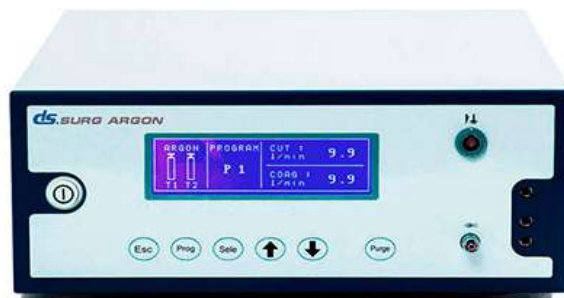 ds.SURG ARGON
ARGON PROGRAM CUT :
l/min 9.9
P 1
COAG :
T1 T2 l/min 9.9
Esc Prog Sele Purge